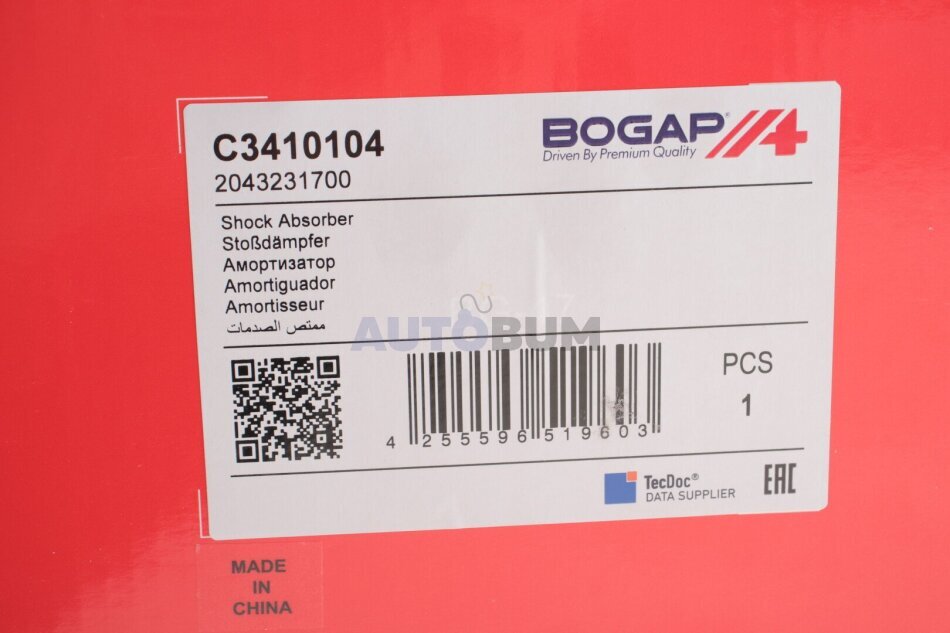 C3410104
2043231700
BOGAP®
Driven By Premium Quality
Shock Absorber
Stoßdämpfer
Амортизатор
Amortiguador
Amortisseur
ممتص الصدمات
AUTOBUM
4 255596 519603
PCS
1
TecDoc®
DATA SUPPLIER
EAC
MADE
IN
CHINA